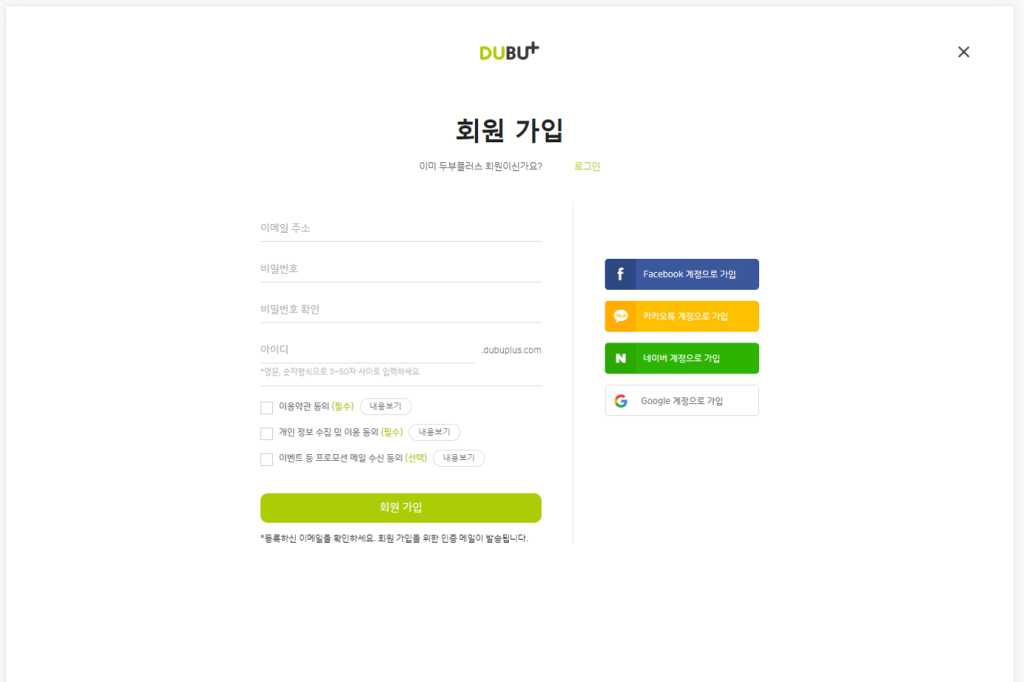 DUBU+
회원 가입
이미 두부플러스 회원이신가요? 로그인
이메일 주소
비밀번호
비밀번호 확인
아이디 .dubuplus.com
*영문, 숫자형식으로 3~50자 사이로 입력하세요.
이용약관 동의 (필수) 내용보기
개인 정보 수집 및 이용 동의 (필수) 내용보기
이벤트 등 프로모션 메일 수신 동의 (선택) 내용보기
회원 가입
*등록하신 이메일을 확인하세요. 회원 가입을 위한 인증 메일이 발송됩니다.
f Facebook 계정으로 가입
TALK 카카오톡 계정으로 가입
N 네이버 계정으로 가입
G Google 계정으로 가입